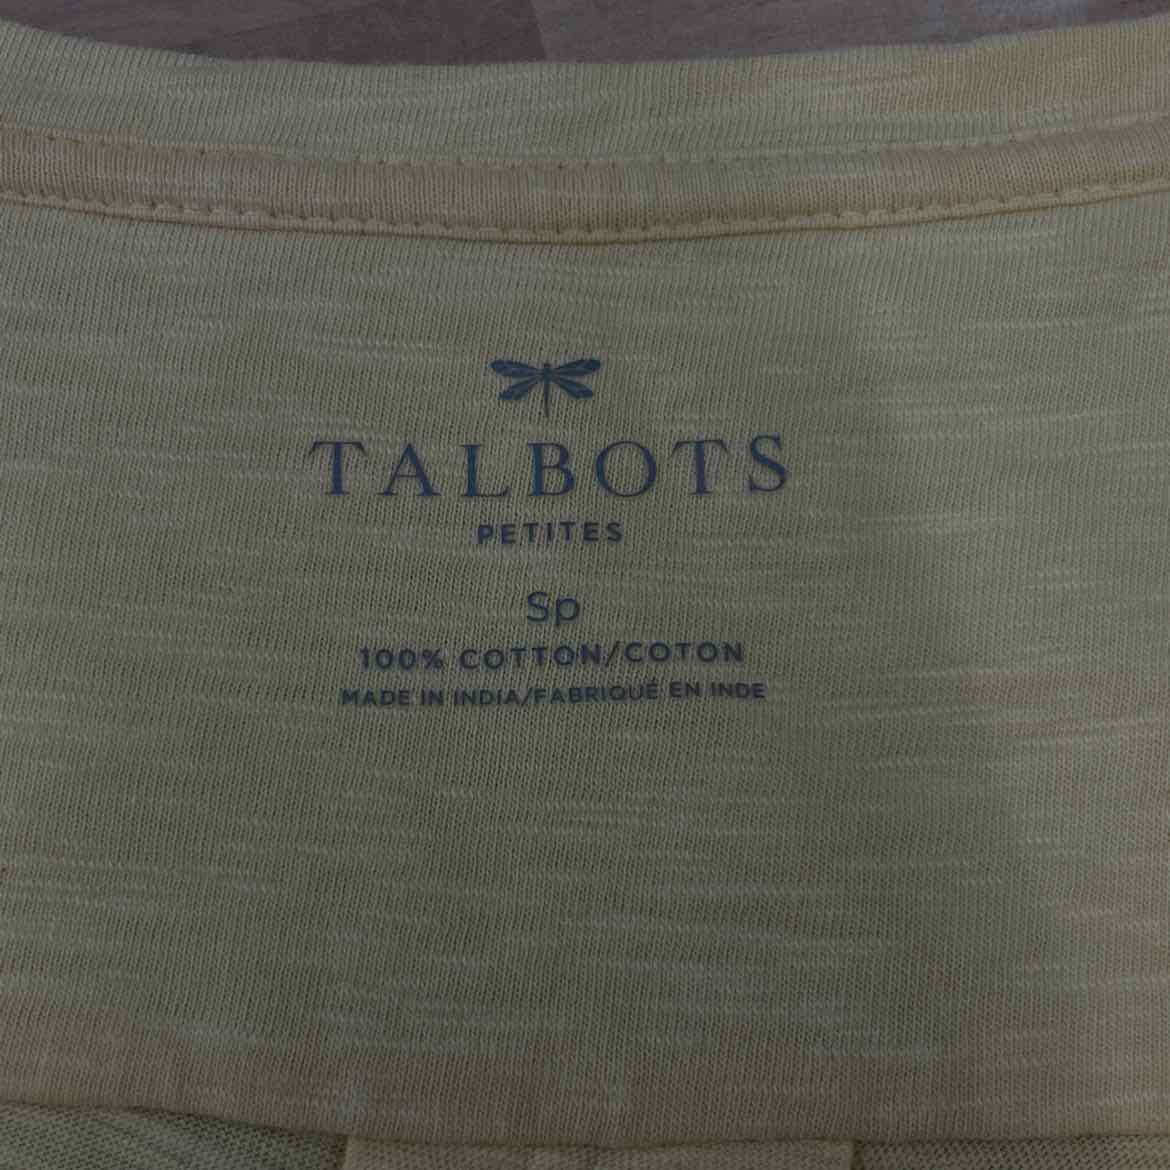 TALBOTS
PETITES
Sp
100% COTTON/COTON
MADE IN INDIA/FABRIQUÉ EN INDE